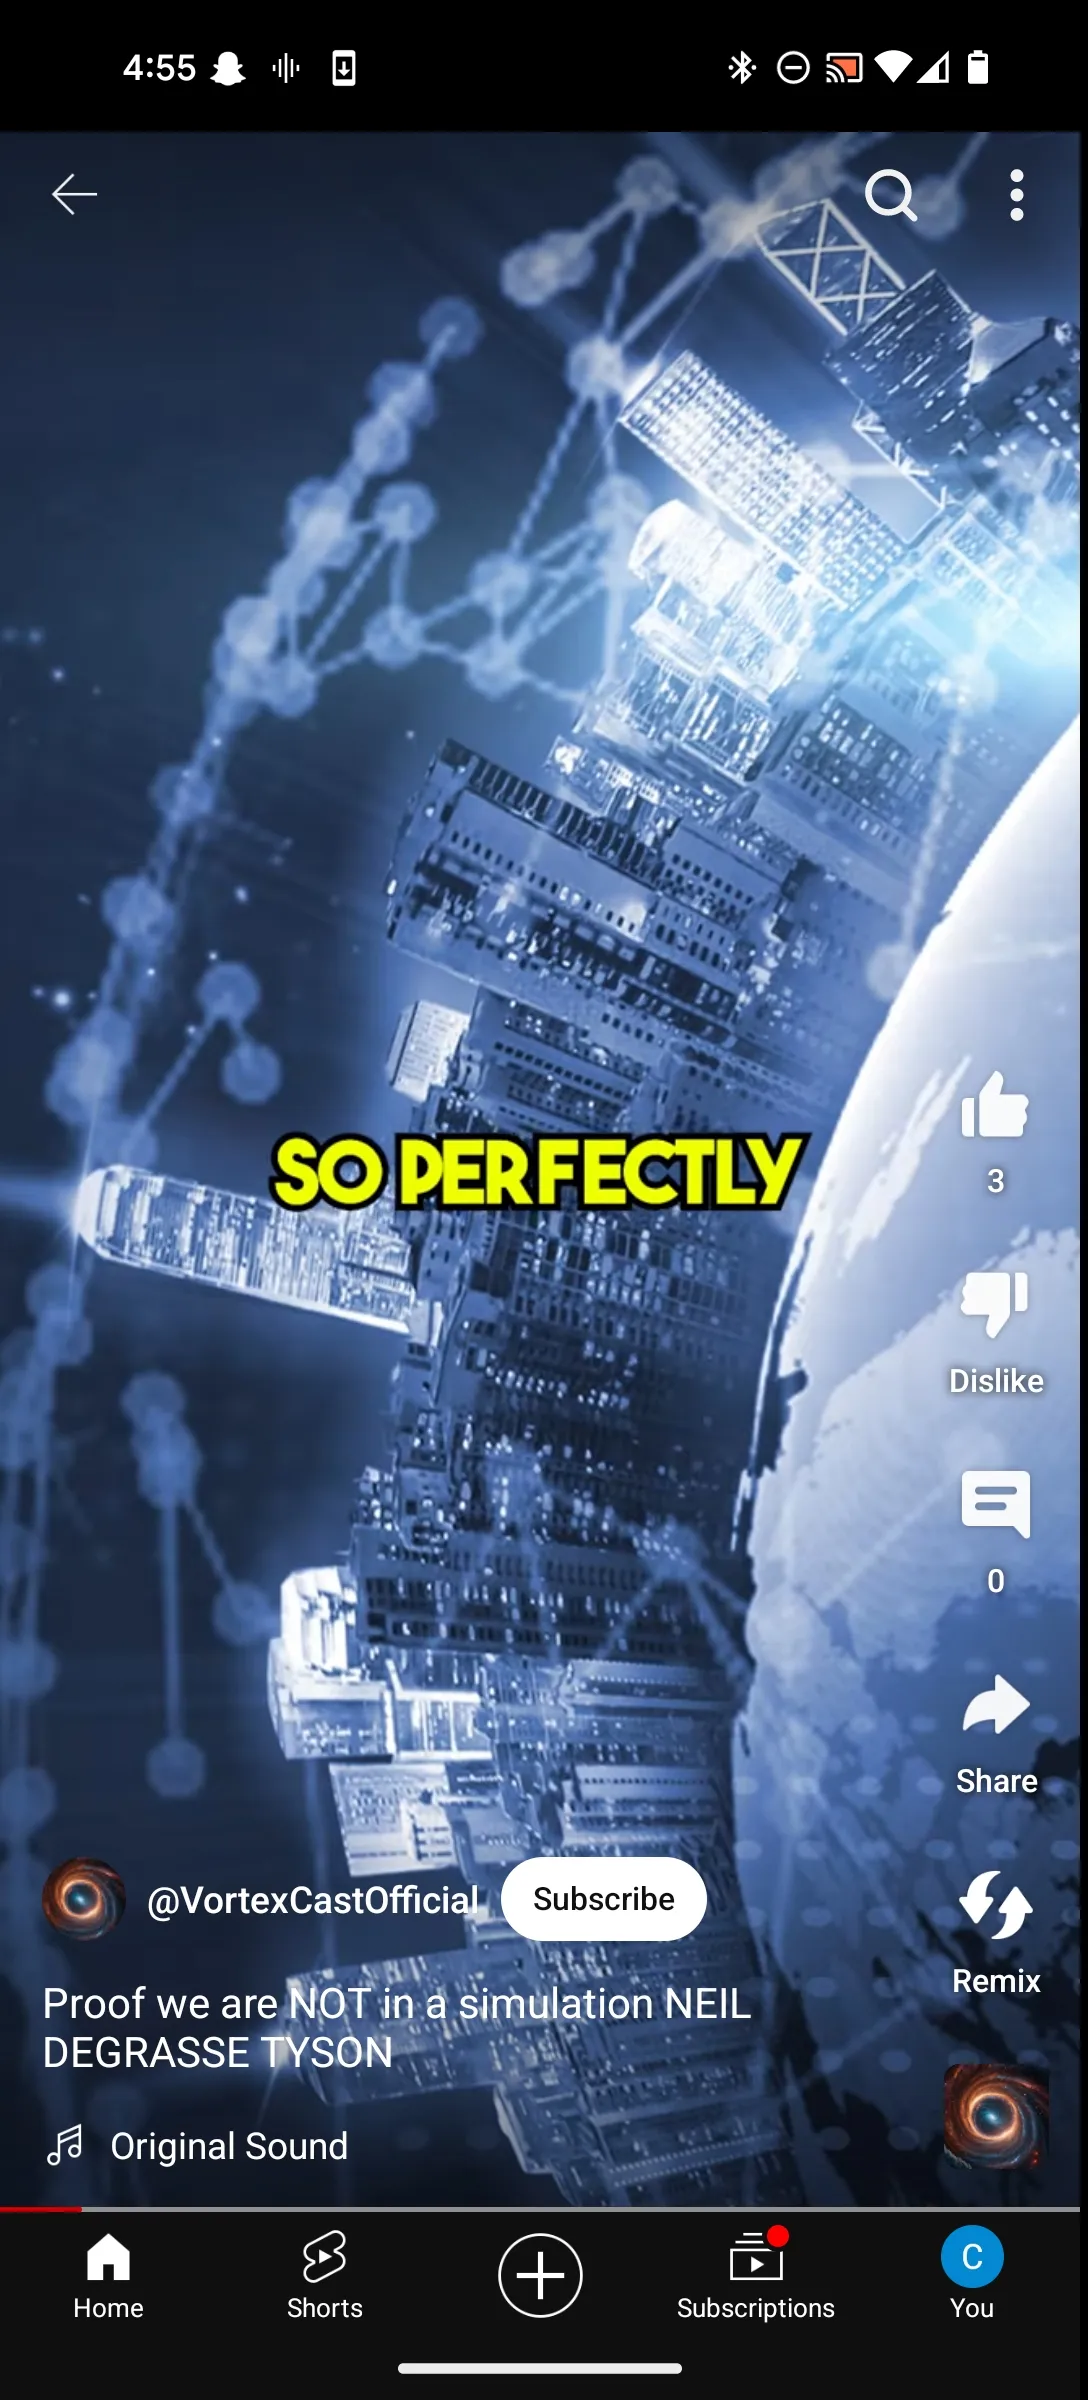 4:55
SO PERFECTLY
3
Dislike
0
Share
Remix
@VortexCastOfficial
Subscribe
Proof we are NOT in a simulation NEIL
DEGRASSE TYSON
Original Sound
Home
Shorts
Subscriptions
C
You